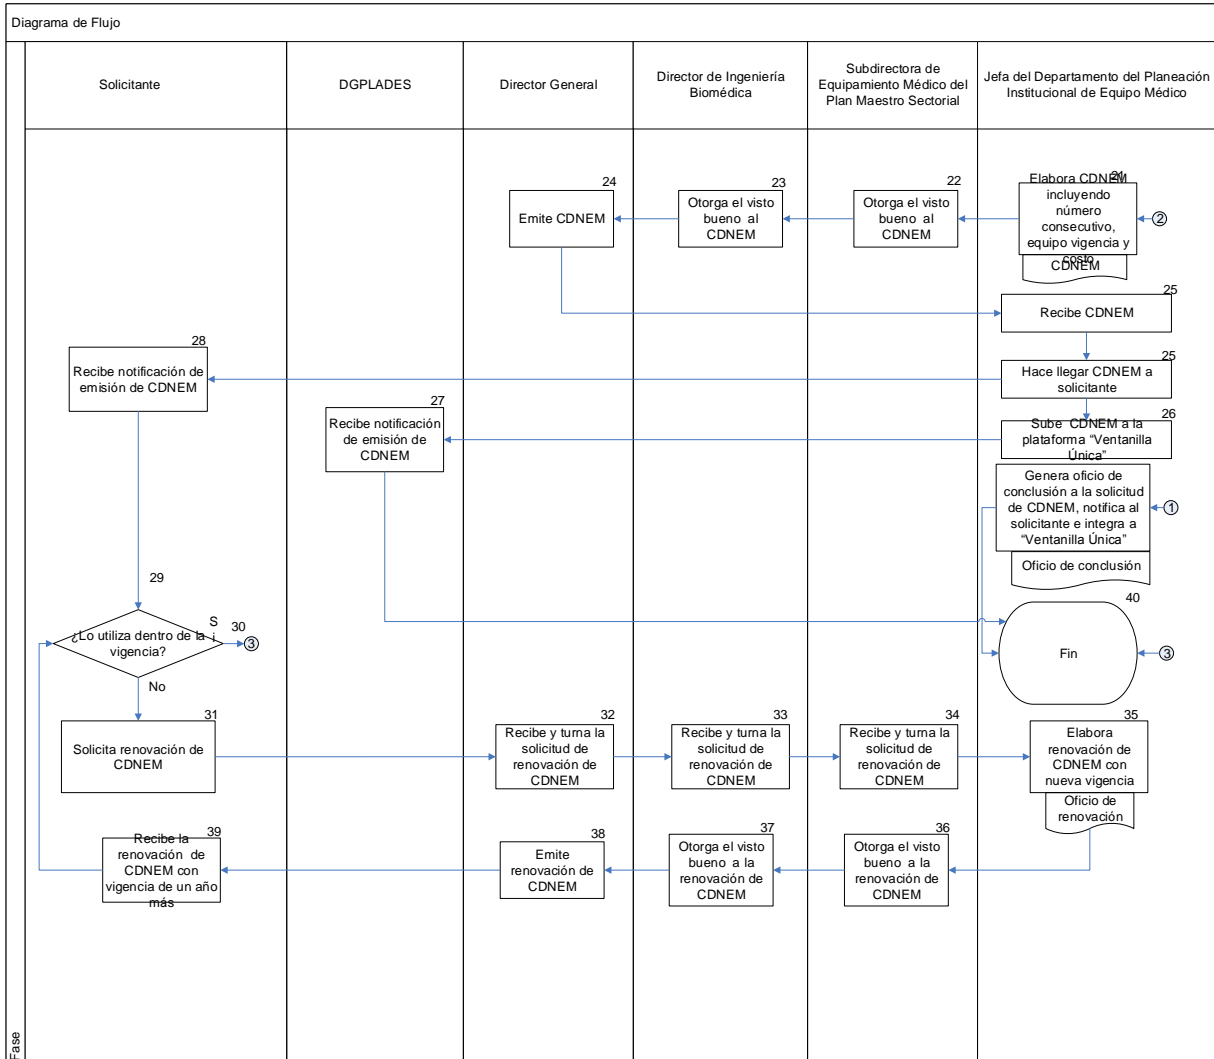 Diagrama de Flujo
Solicitante
DGPLADES
Director General
Director de Ingeniería
Biomédica
Subdirectora de
Equipamiento Médico del
Plan Maestro Sectorial
Jefa del Departamento del Planeación
Institucional de Equipo Médico
24
Emite CDNEM
23
Otorga el visto
bueno al
CDNEM
22
Otorga el visto
bueno al
CDNEM
21
Elabora CDNEM
incluyendo
número
consecutivo,
equipo vigencia y
costo
2
CDNEM
25
Recibe CDNEM
28
Recibe notificación de
emisión de CDNEM
25
Hace llegar CDNEM a
solicitante
27
Recibe notificación
de emisión de
CDNEM
26
Sube CDNEM a la
plataforma “Ventanilla
Única”
Genera oficio de
conclusión a la solicitud
de CDNEM, notifica al
solicitante e integra a
“Ventanilla Única”
1
Oficio de conclusión
29
¿Lo utiliza dentro de la
vigencia?
Si
30
3
No
40
Fin
3
31
Solicita renovación de
CDNEM
32
Recibe y turna la
solicitud de
renovación de
CDNEM
33
Recibe y turna la
solicitud de
renovación de
CDNEM
34
Recibe y turna la
solicitud de
renovación de
CDNEM
35
Elabora
renovación de
CDNEM con
nueva vigencia
Oficio de
renovación
39
Recibe la
renovación de
CDNEM con
vigencia de un año
más
38
Emite
renovación de
CDNEM
37
Otorga el visto
bueno a la
renovación de
CDNEM
36
Otorga el visto
bueno a la
renovación de
CDNEM
Fase